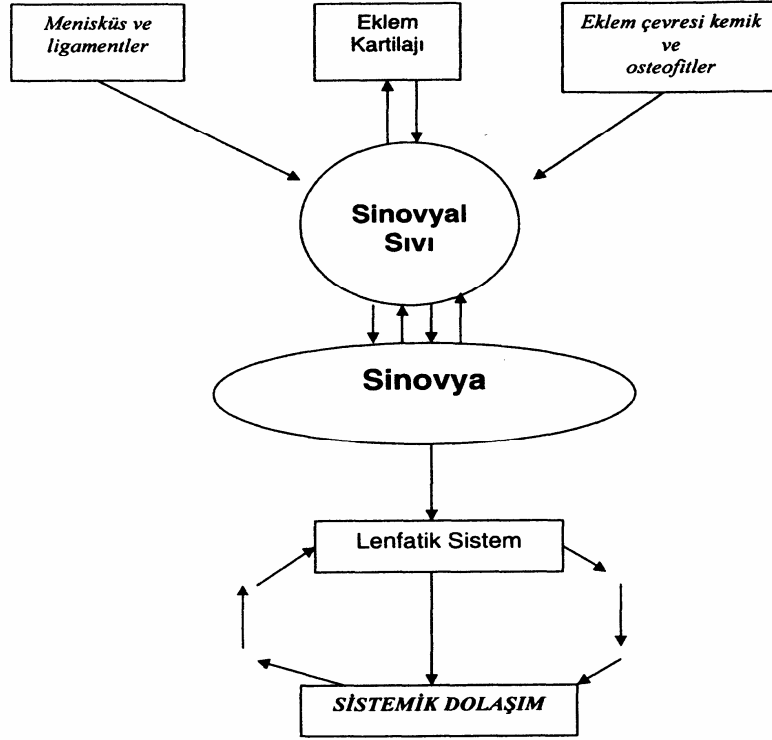 Menisküs ve
ligamentler
Eklem
Kartilajı
Eklem çevresi kemik
ve
osteofitler
Sinovyal
Sıvı
Sinovya
Lenfatik Sistem
SİSTEMİK DOLAŞIM